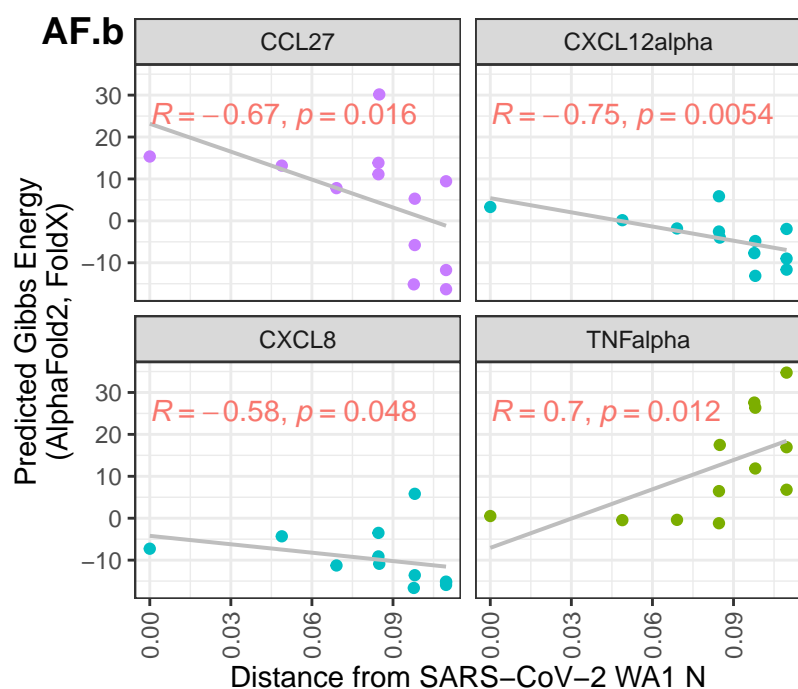 AF.b
CCL27
CXCL12alpha
R = −0.67, p = 0.016
R = −0.75, p = 0.0054
30
20
10
0
−10
CXCL8
TNFalpha
R = −0.58, p = 0.048
R = 0.7, p = 0.012
30
20
10
0
−10
Predicted Gibbs Energy
(AlphaFold2, FoldX)
0.00
0.03
0.06
0.09
0.00
0.03
0.06
0.09
Distance from SARS−CoV−2 WA1 N